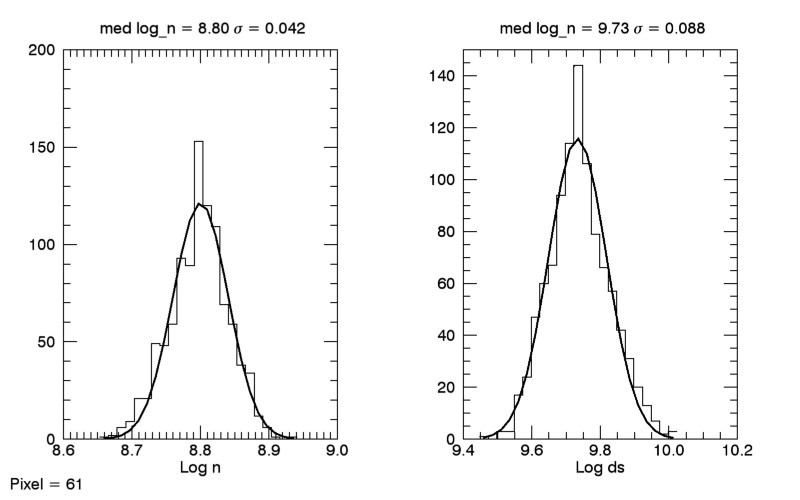 med log_n = 8.80 σ = 0.042
200
150
100
50
0
8.6 8.7 8.8 8.9 9.0
Log n
med log_n = 9.73 σ = 0.088
140
120
100
80
60
40
20
0
9.4 9.6 9.8 10.0 10.2
Log ds
Pixel = 61